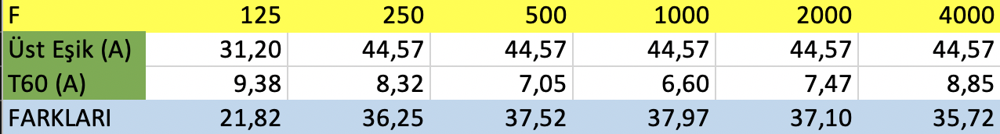 F 125 250 500 1000 2000 4000
Üst Eşik (A) 31,20 44,57 44,57 44,57 44,57 44,57
T60 (A) 9,38 8,32 7,05 6,60 7,47 8,85
FARKLARI 21,82 36,25 37,52 37,97 37,10 35,72